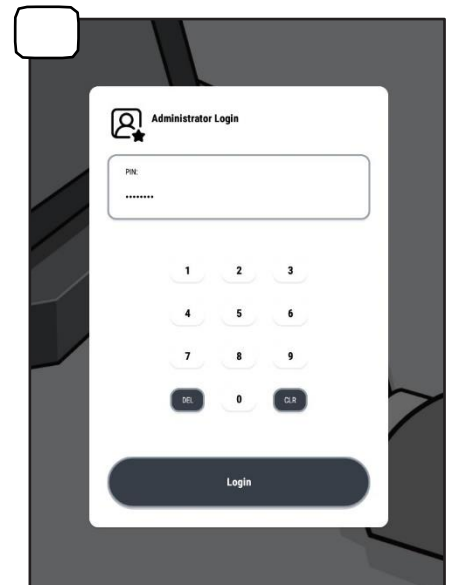 Administrator Login
PIN:
••••••••
1 2 3
4 5 6
7 8 9
DEL 0 CLR
Login